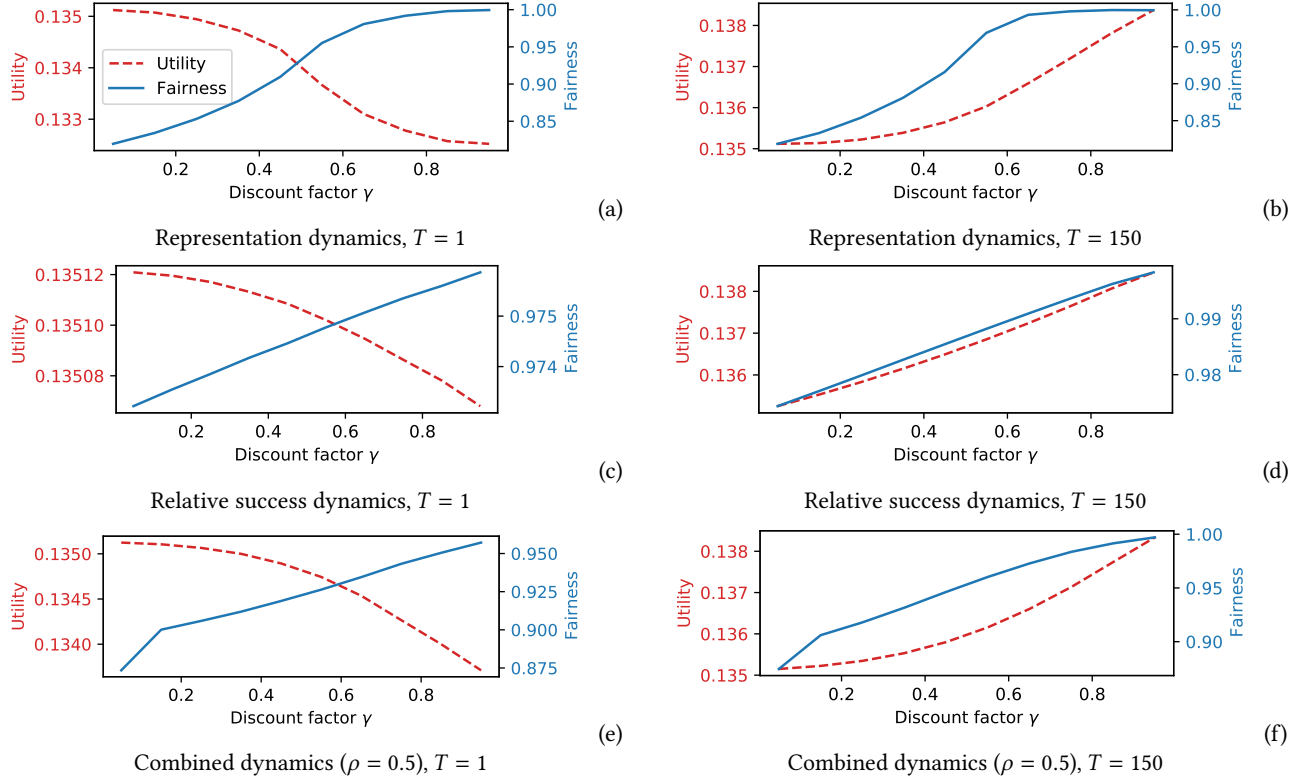 0.135
0.134
0.133
Utility
Utility
Fairness
1.00
0.95
0.90
0.85
Fairness
0.2 0.4 0.6 0.8
Discount factor γ
(a)
Representation dynamics, T = 1
0.138
0.137
0.136
0.135
Utility
1.00
0.95
0.90
0.85
Fairness
0.2 0.4 0.6 0.8
Discount factor γ
(b)
Representation dynamics, T = 150
0.13512
0.13510
0.13508
Utility
0.975
0.974
Fairness
0.2 0.4 0.6 0.8
Discount factor γ
(c)
Relative success dynamics, T = 1
0.138
0.137
0.136
Utility
0.99
0.98
Fairness
0.2 0.4 0.6 0.8
Discount factor γ
(d)
Relative success dynamics, T = 150
0.1350
0.1345
0.1340
Utility
0.950
0.925
0.900
0.875
Fairness
0.2 0.4 0.6 0.8
Discount factor γ
(e)
Combined dynamics (ρ = 0.5), T = 1
0.138
0.137
0.136
0.135
Utility
1.00
0.95
0.90
Fairness
0.2 0.4 0.6 0.8
Discount factor γ
(f)
Combined dynamics (ρ = 0.5), T = 150